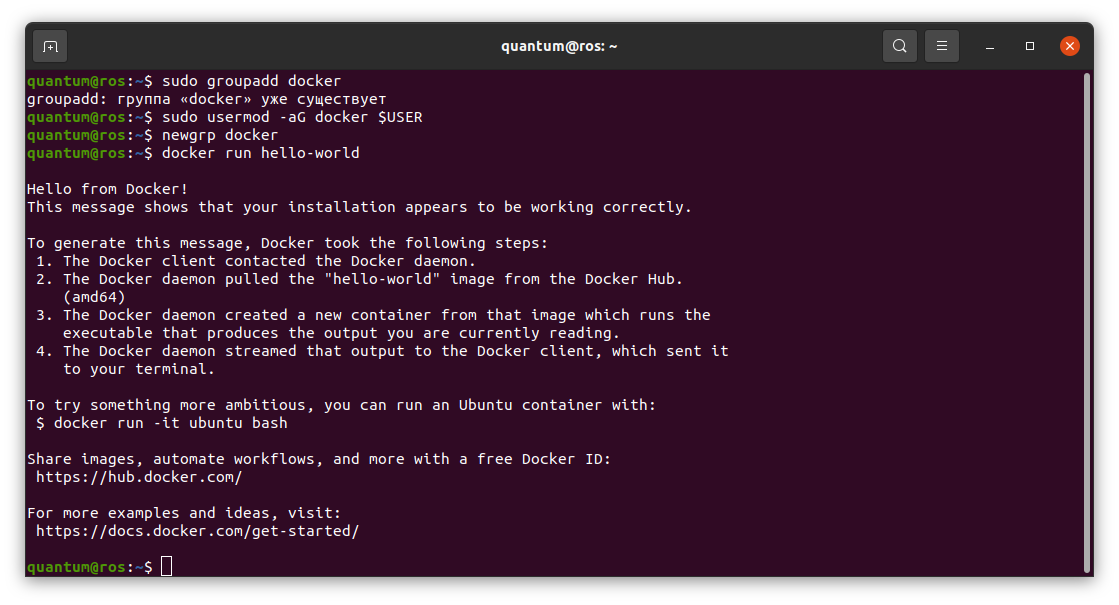 quantum@ros: ~
quantum@ros:~$ sudo groupadd docker
groupadd: группа «docker» уже существует
quantum@ros:~$ sudo usermod -aG docker $USER
quantum@ros:~$ newgrp docker
quantum@ros:~$ docker run hello-world
Hello from Docker!
This message shows that your installation appears to be working correctly.
To generate this message, Docker took the following steps:
1. The Docker client contacted the Docker daemon.
2. The Docker daemon pulled the "hello-world" image from the Docker Hub.
(amd64)
3. The Docker daemon created a new container from that image which runs the
executable that produces the output you are currently reading.
4. The Docker daemon streamed that output to the Docker client, which sent it
to your terminal.
To try something more ambitious, you can run an Ubuntu container with:
$ docker run -it ubuntu bash
Share images, automate workflows, and more with a free Docker ID:
https://hub.docker.com/
For more examples and ideas, visit:
https://docs.docker.com/get-started/
quantum@ros:~$